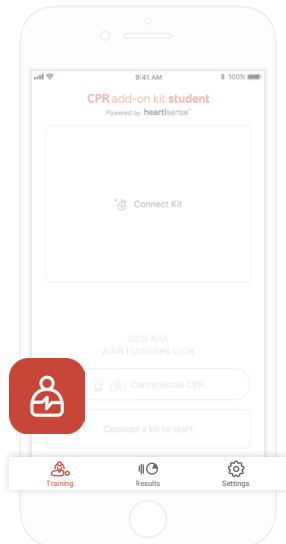 9:41 AM 100%
CPR add-on kit student
Powered by heartisense
Connect Kit
2019 AHA
Adult | Unlimited cycle
Conventional CPR
Connect a kit to start
Training Results Settings